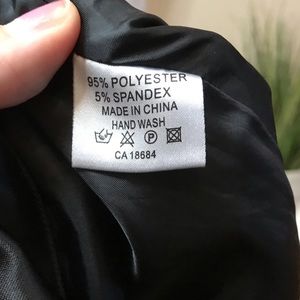 95% POLYESTER
5% SPANDEX
MADE IN CHINA
HAND WASH
P
CA 18684